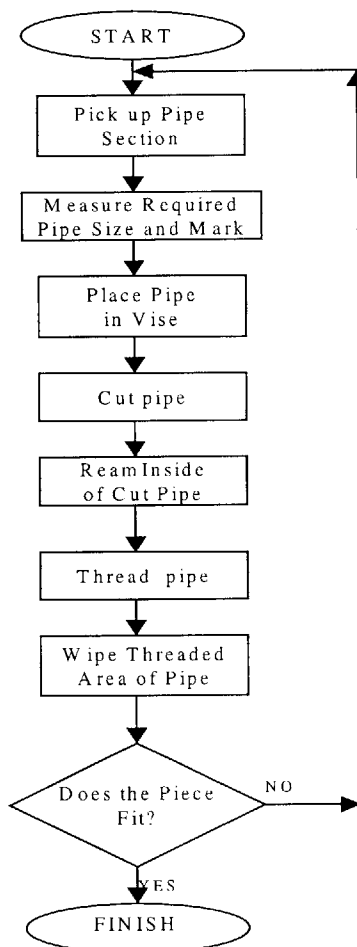 START
Pick up Pipe
Section
Measure Required
Pipe Size and Mark
Place Pipe
in Vise
Cut pipe
Ream Inside
of Cut Pipe
Thread pipe
Wipe Threaded
Area of Pipe
Does the Piece
Fit?
NO
YES
FINISH